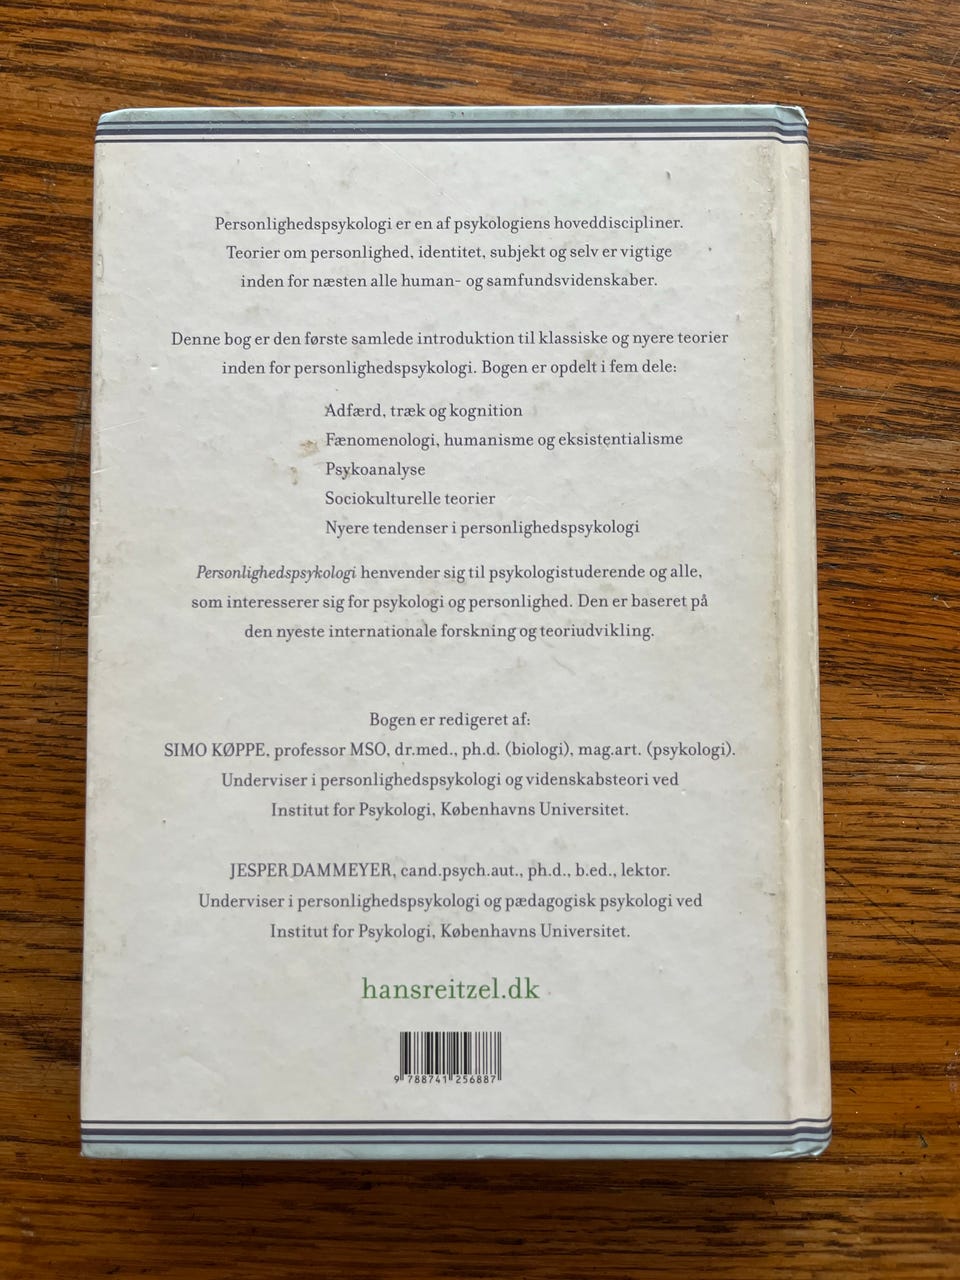 Personlighedspsykologi er en af psykologiens hoveddiscipliner.
Teorier om personlighed, identitet, subjekt og selv er vigtige
inden for næsten alle human- og samfundsvidenskaber.
Denne bog er den første samlede introduktion til klassiske og nyere teorier
inden for personlighedspsykologi. Bogen er opdelt i fem dele:
Adfærd, træk og kognition
Fænomenologi, humanisme og eksistentialisme
Psykoanalyse
Sociokulturelle teorier
Nyere tendenser i personlighedspsykologi
Personlighedspsykologi henvender sig til psykologistuderende og alle,
som interesserer sig for psykologi og personlighed. Den er baseret på
den nyeste internationale forskning og teoriudvikling.
Bogen er redigeret af:
SIMO KØPPE, professor MSO, dr.med., ph.d. (biologi), mag.art. (psykologi).
Underviser i personlighedspsykologi og videnskabsteori ved
Institut for Psykologi, Københavns Universitet.
JESPER DAMMEYER, cand.psych.aut., ph.d., b.ed., lektor.
Underviser i personlighedspsykologi og pædagogisk psykologi ved
Institut for Psykologi, Københavns Universitet.
hansreitzel.dk
9 788741 256887